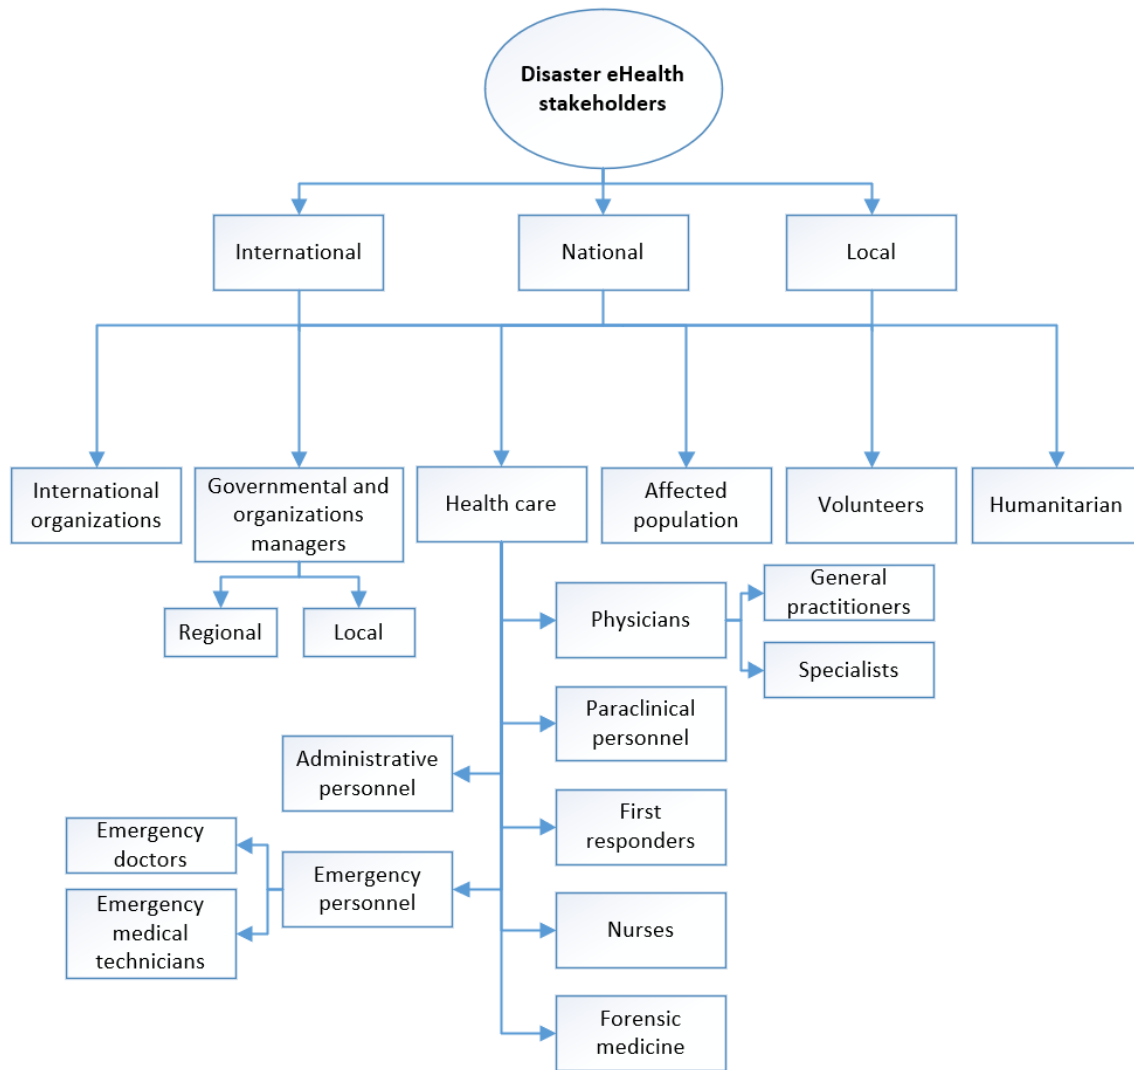 Disaster eHealth
stakeholders
International
National
Local
International
organizations
Governmental and
organizations
managers
Health care
Affected
population
Volunteers
Humanitarian
Regional
Local
Physicians
General
practitioners
Specialists
Paraclinical
personnel
Administrative
personnel
First
responders
Emergency
doctors
Emergency
medical
technicians
Emergency
personnel
Nurses
Forensic
medicine